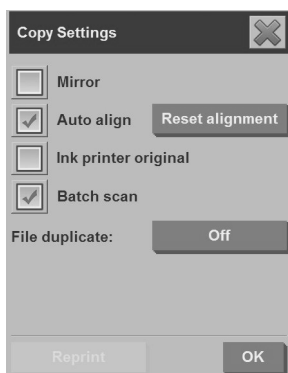 Copy Settings
Mirror
Auto align Reset alignment
Ink printer original
Batch scan
File duplicate: Off
Reprint OK